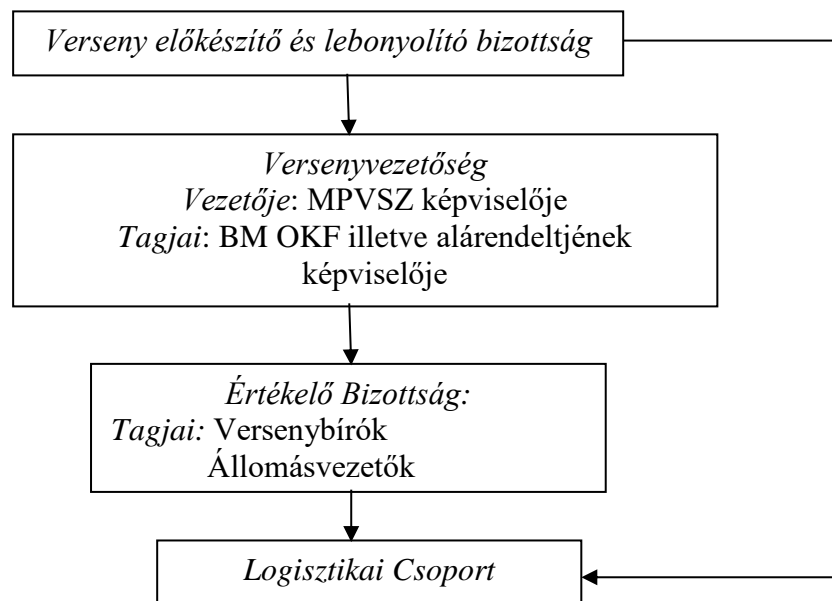 Verseny előkészítő és lebonyolító bizottság
Versenyvezetőség
Vezetője: MPVSZ képviselője
Tagjai: BM OKF illetve alárendeltjének
képviselője
Értékelő Bizottság:
Tagjai: Versenybírók
Állomásvezetők
Logisztikai Csoport